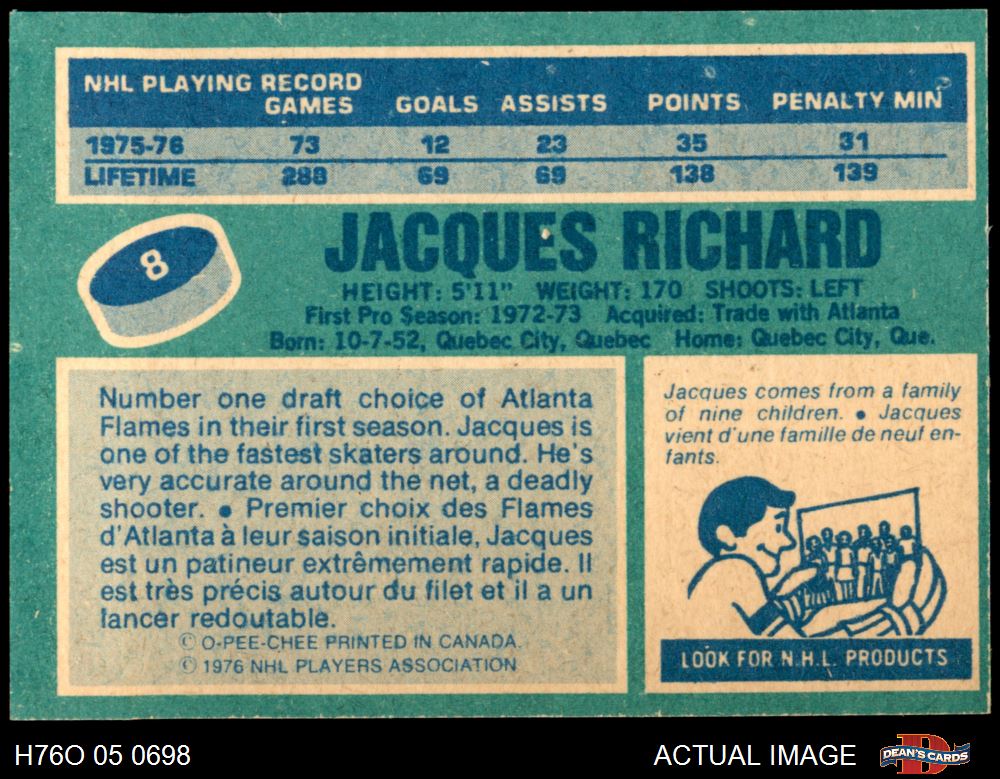 NHL PLAYING RECORD
GAMES GOALS ASSISTS POINTS PENALTY MIN
1975-76 73 12 23 35 31
LIFETIME 288 69 69 138 139
8
JACQUES RICHARD
HEIGHT: 5'11" WEIGHT: 170 SHOOTS: LEFT
First Pro Season: 1972-73 Acquired: Trade with Atlanta
Born: 10-7-52, Quebec City, Quebec Home: Quebec City, Que.
Number one draft choice of Atlanta
Flames in their first season. Jacques is
one of the fastest skaters around. He's
very accurate around the net, a deadly
shooter. • Premier choix des Flames
d'Atlanta à leur saison initiale, Jacques
est un patineur extrêmement rapide. Il
est très précis autour du filet et il a un
lancer redoutable.
© O-PEE-CHEE PRINTED IN CANADA.
© 1976 NHL PLAYERS ASSOCIATION
Jacques comes from a family
of nine children. • Jacques
vient d'une famille de neuf en-
fants.
LOOK FOR N.H.L. PRODUCTS
H76O 05 0698
ACTUAL IMAGE
DEAN'S CARDS